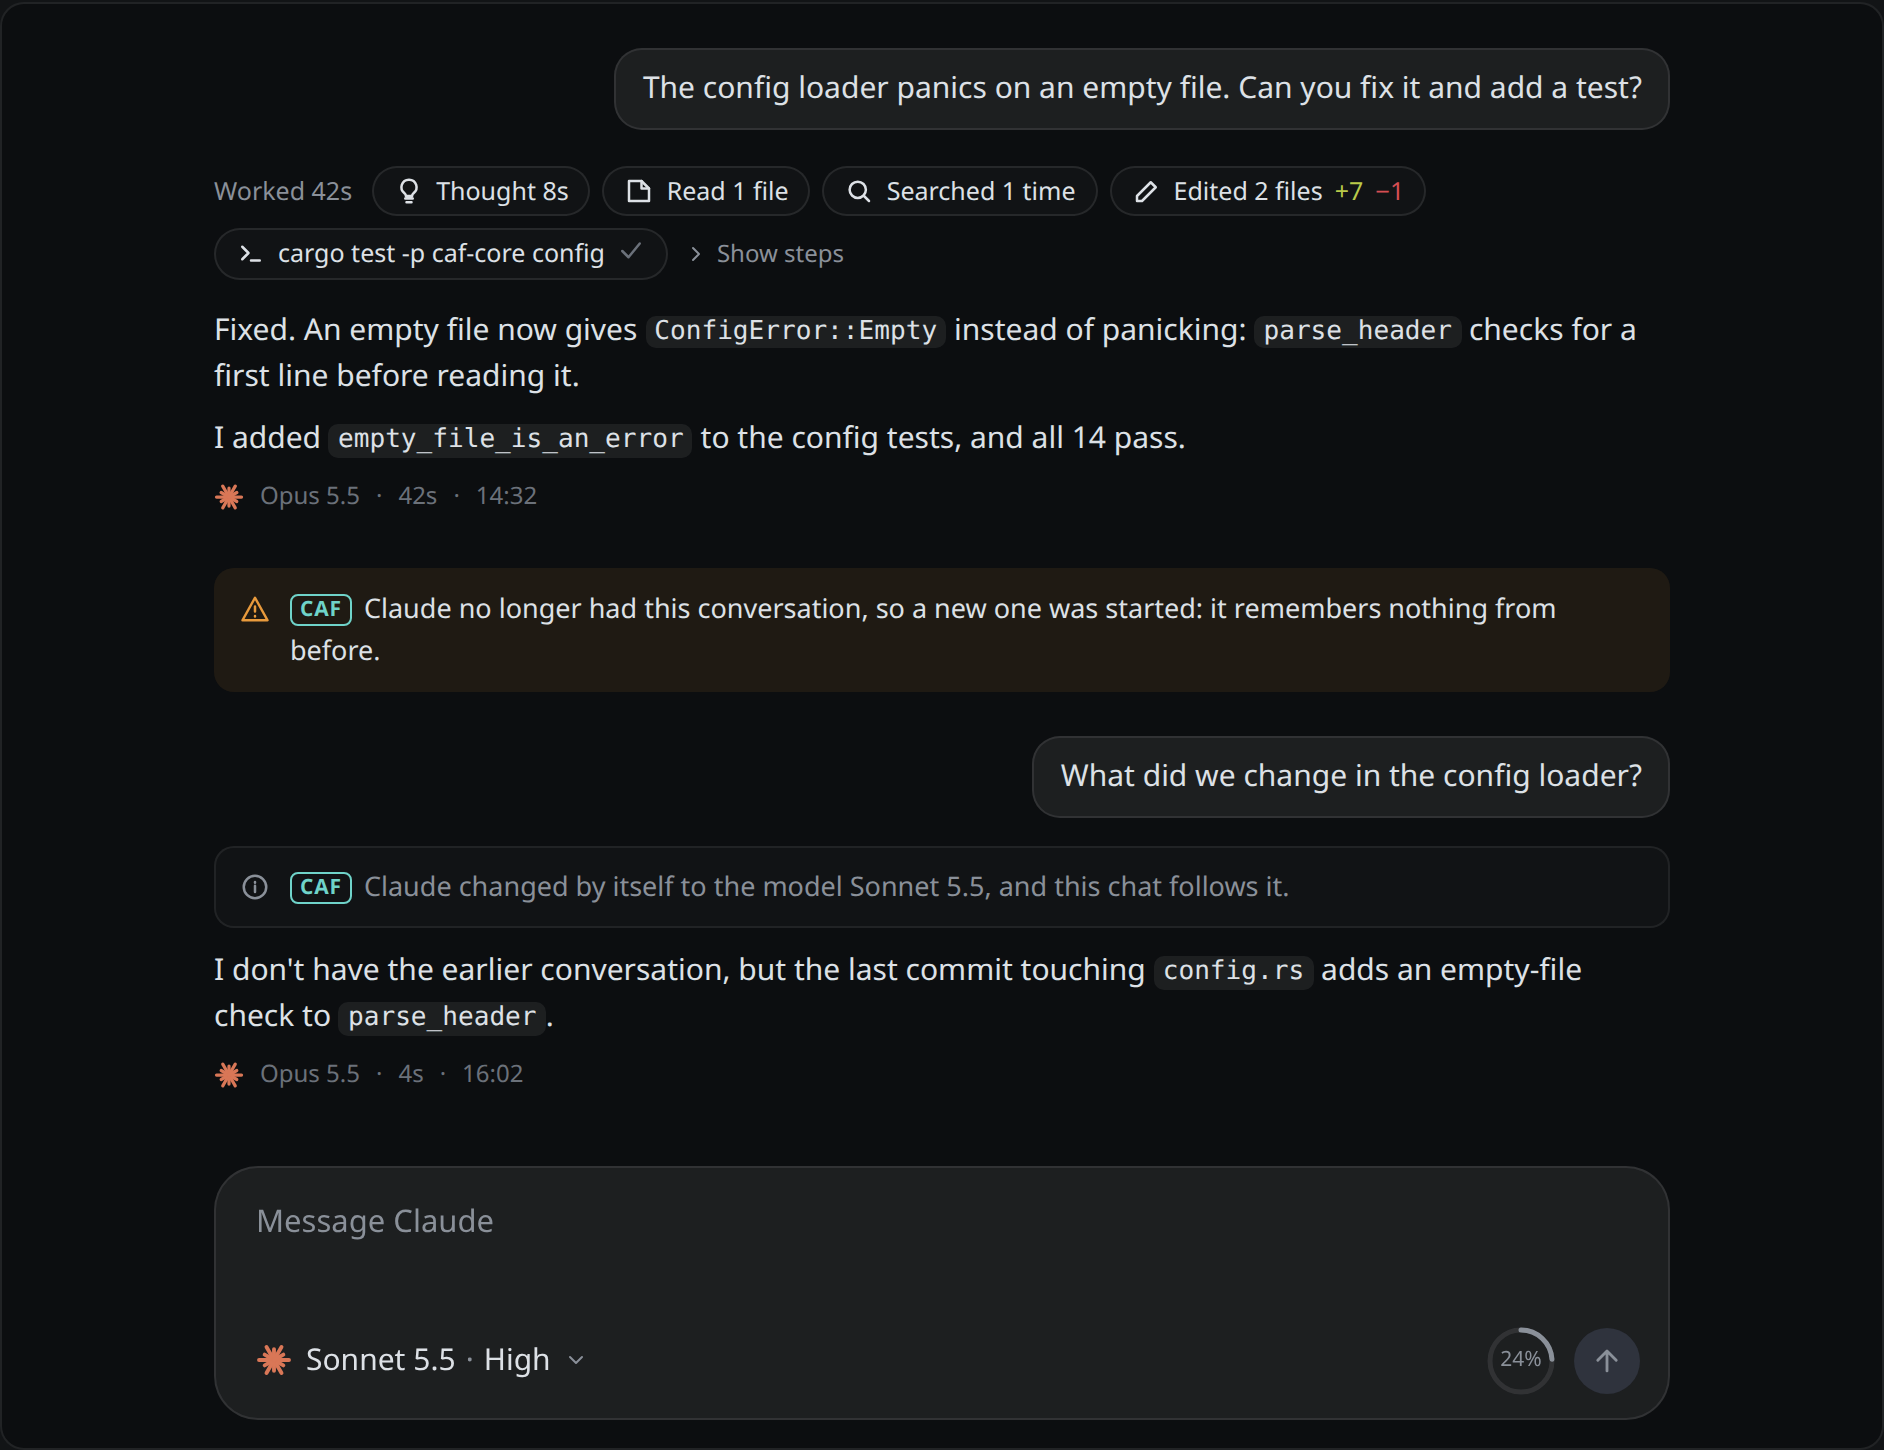 The config loader panics on an empty file. Can you fix it and add a test?
Worked 42s Thought 8s Read 1 file Searched 1 time Edited 2 files +7 −1
cargo test -p caf-core config Show steps
Fixed. An empty file now gives ConfigError::Empty instead of panicking: parse_header checks for a
first line before reading it.
I added empty_file_is_an_error to the config tests, and all 14 pass.
Opus 5.5 · 42s · 14:32
CAF Claude no longer had this conversation, so a new one was started: it remembers nothing from
before.
What did we change in the config loader?
CAF Claude changed by itself to the model Sonnet 5.5, and this chat follows it.
I don't have the earlier conversation, but the last commit touching config.rs adds an empty-file
check to parse_header.
Opus 5.5 · 4s · 16:02
Message Claude
Sonnet 5.5 · High 24%